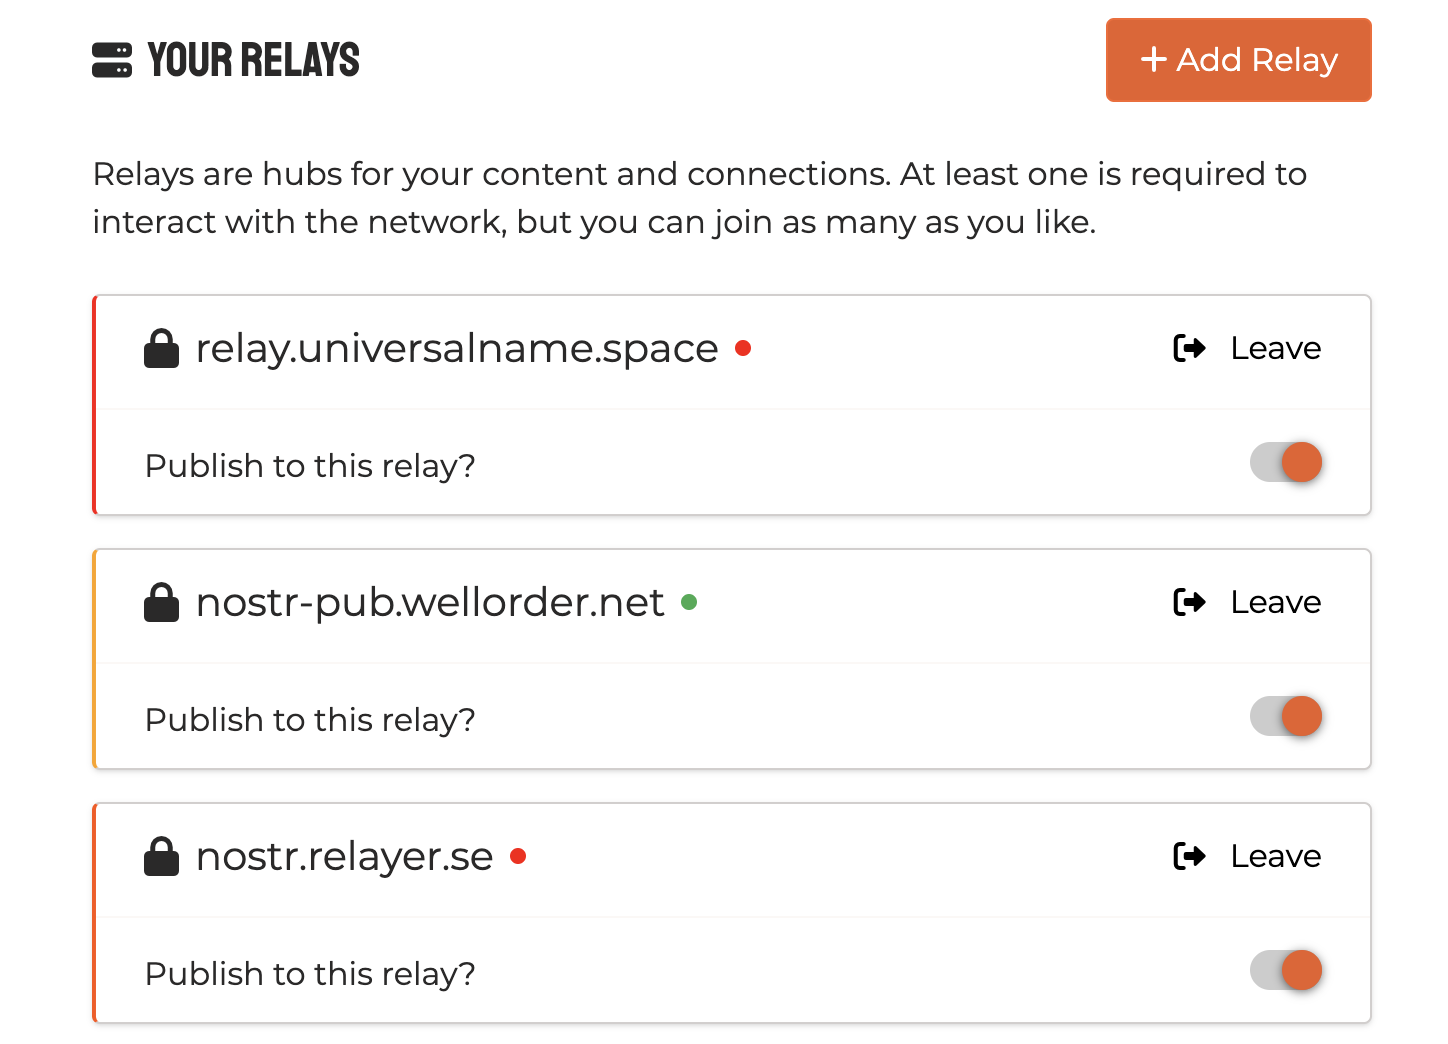 YOUR RELAYS
+ Add Relay
Relays are hubs for your content and connections. At least one is required to
interact with the network, but you can join as many as you like.
relay.universalname.space
Leave
Publish to this relay?
nostr-pub.wellorder.net
Leave
Publish to this relay?
nostr.relayer.se
Leave
Publish to this relay?